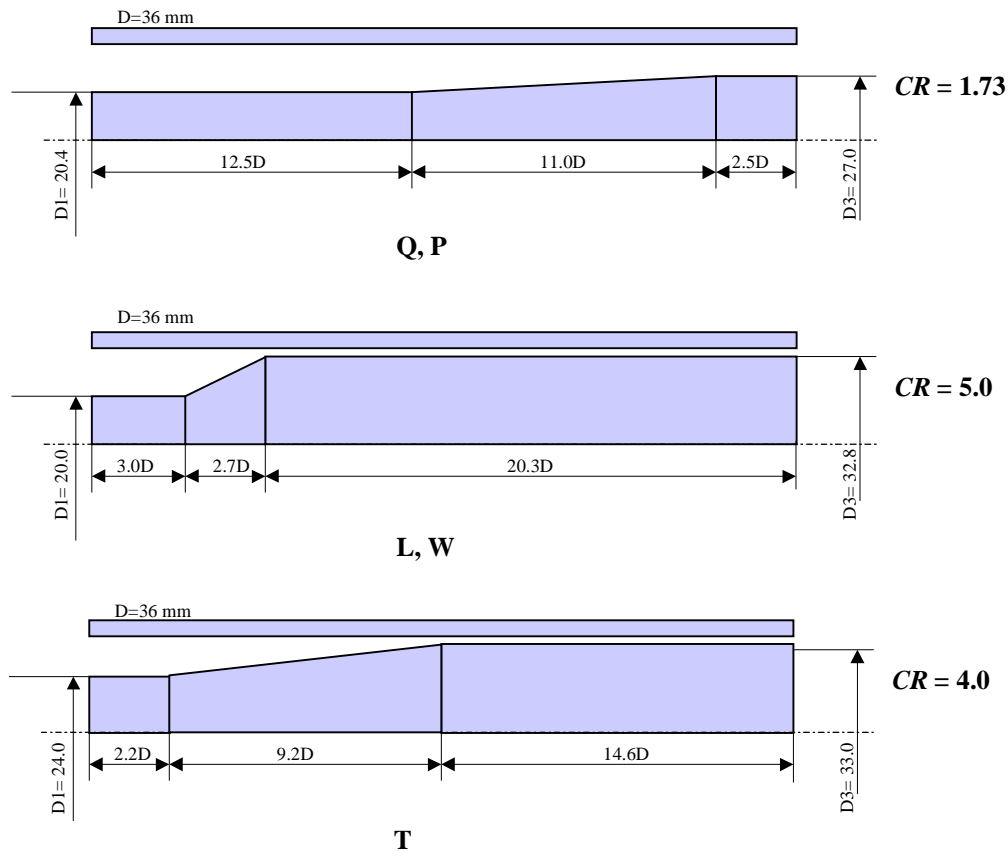 D=36 mm
CR = 1.73
D1= 20.4
12.5D
11.0D
2.5D
D3= 27.0
Q, P
D=36 mm
CR = 5.0
D1= 20.0
3.0D
2.7D
20.3D
D3= 32.8
L, W
D=36 mm
CR = 4.0
D1= 24.0
2.2D
9.2D
14.6D
D3= 33.0
T